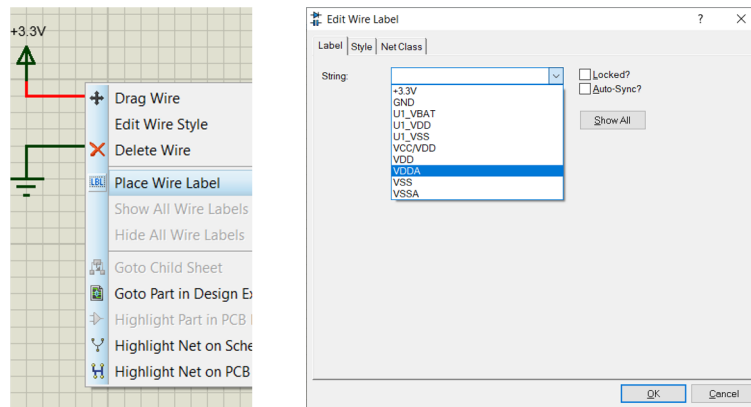 +3.3V
Drag Wire
Edit Wire Style
Delete Wire
LBL Place Wire Label
Show All Wire Labels
Hide All Wire Labels
Goto Child Sheet
Goto Part in Design Ex
Highlight Part in PCB
Highlight Net on Sche
Highlight Net on PCB
Edit Wire Label ? X
Label Style Net Class
String:
Locked?
Auto-Sync?
Show All
+3.3V
GND
U1_VBAT
U1_VDD
U1_VSS
VCC/VDD
VDD
VDDA
VSS
VSSA
OK Cancel